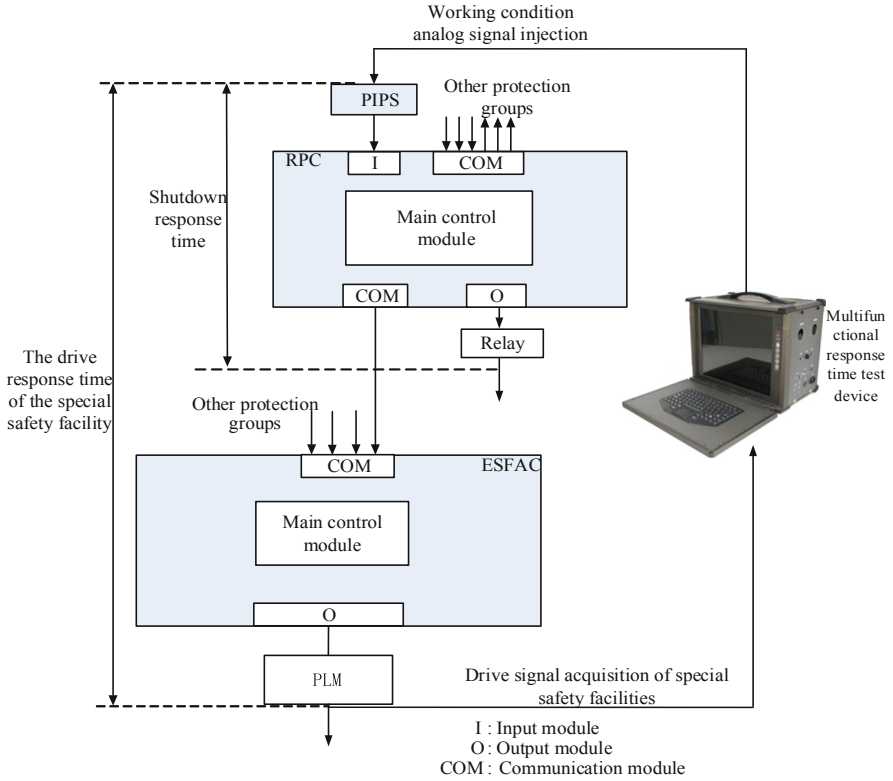 Working condition
analog signal injection
PIPS
Other protection
groups
RPC
I
COM
Main control
module
Shutdown
response
time
COM
O
Relay
Multifun
ctional
response
time test
device
The drive
response time
of the special
safety facility
Other protection
groups
COM
ESFAC
Main control
module
O
PLM
Drive signal acquisition of special
safety facilities
I : Input module
O : Output module
COM : Communication module